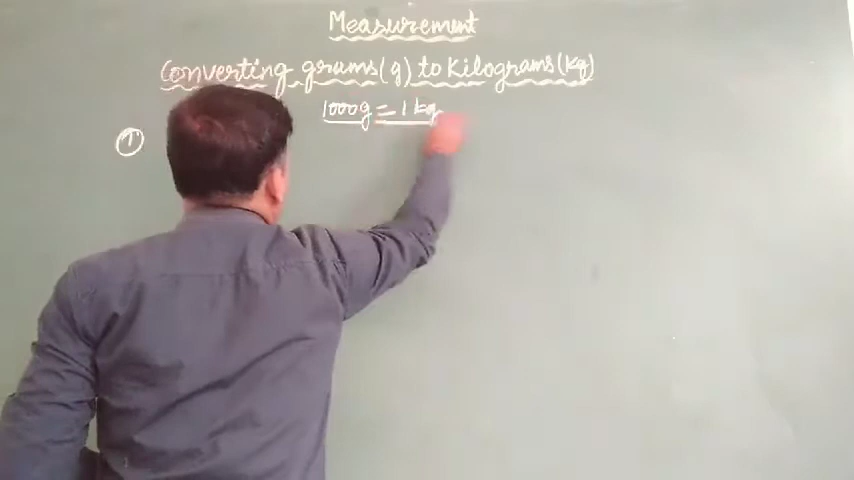 Measurement
Converting grams(g) to Kilograms(kg)
1000g = 1 kg
①